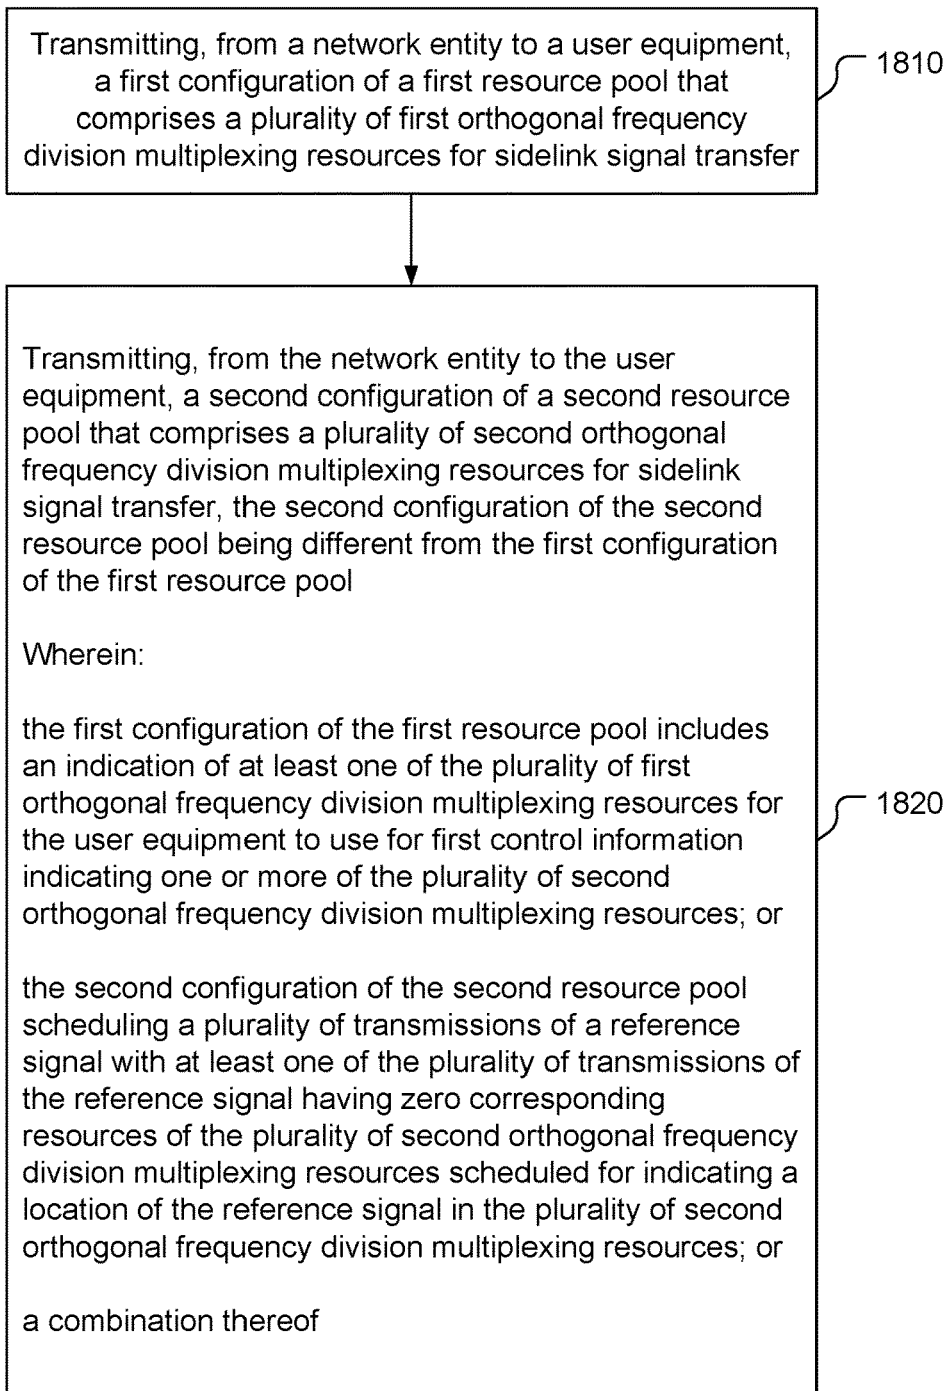 Transmitting, from a network entity to a user equipment,
a first configuration of a first resource pool that
comprises a plurality of first orthogonal frequency
division multiplexing resources for sidelink signal transfer
1810
Transmitting, from the network entity to the user
equipment, a second configuration of a second resource
pool that comprises a plurality of second orthogonal
frequency division multiplexing resources for sidelink
signal transfer, the second configuration of the second
resource pool being different from the first configuration
of the first resource pool
Wherein:
the first configuration of the first resource pool includes
an indication of at least one of the plurality of first
orthogonal frequency division multiplexing resources for
the user equipment to use for first control information
indicating one or more of the plurality of second
orthogonal frequency division multiplexing resources; or
the second configuration of the second resource pool
scheduling a plurality of transmissions of a reference
signal with at least one of the plurality of transmissions of
the reference signal having zero corresponding
resources of the plurality of second orthogonal frequency
division multiplexing resources scheduled for indicating a
location of the reference signal in the plurality of second
orthogonal frequency division multiplexing resources; or
a combination thereof
1820